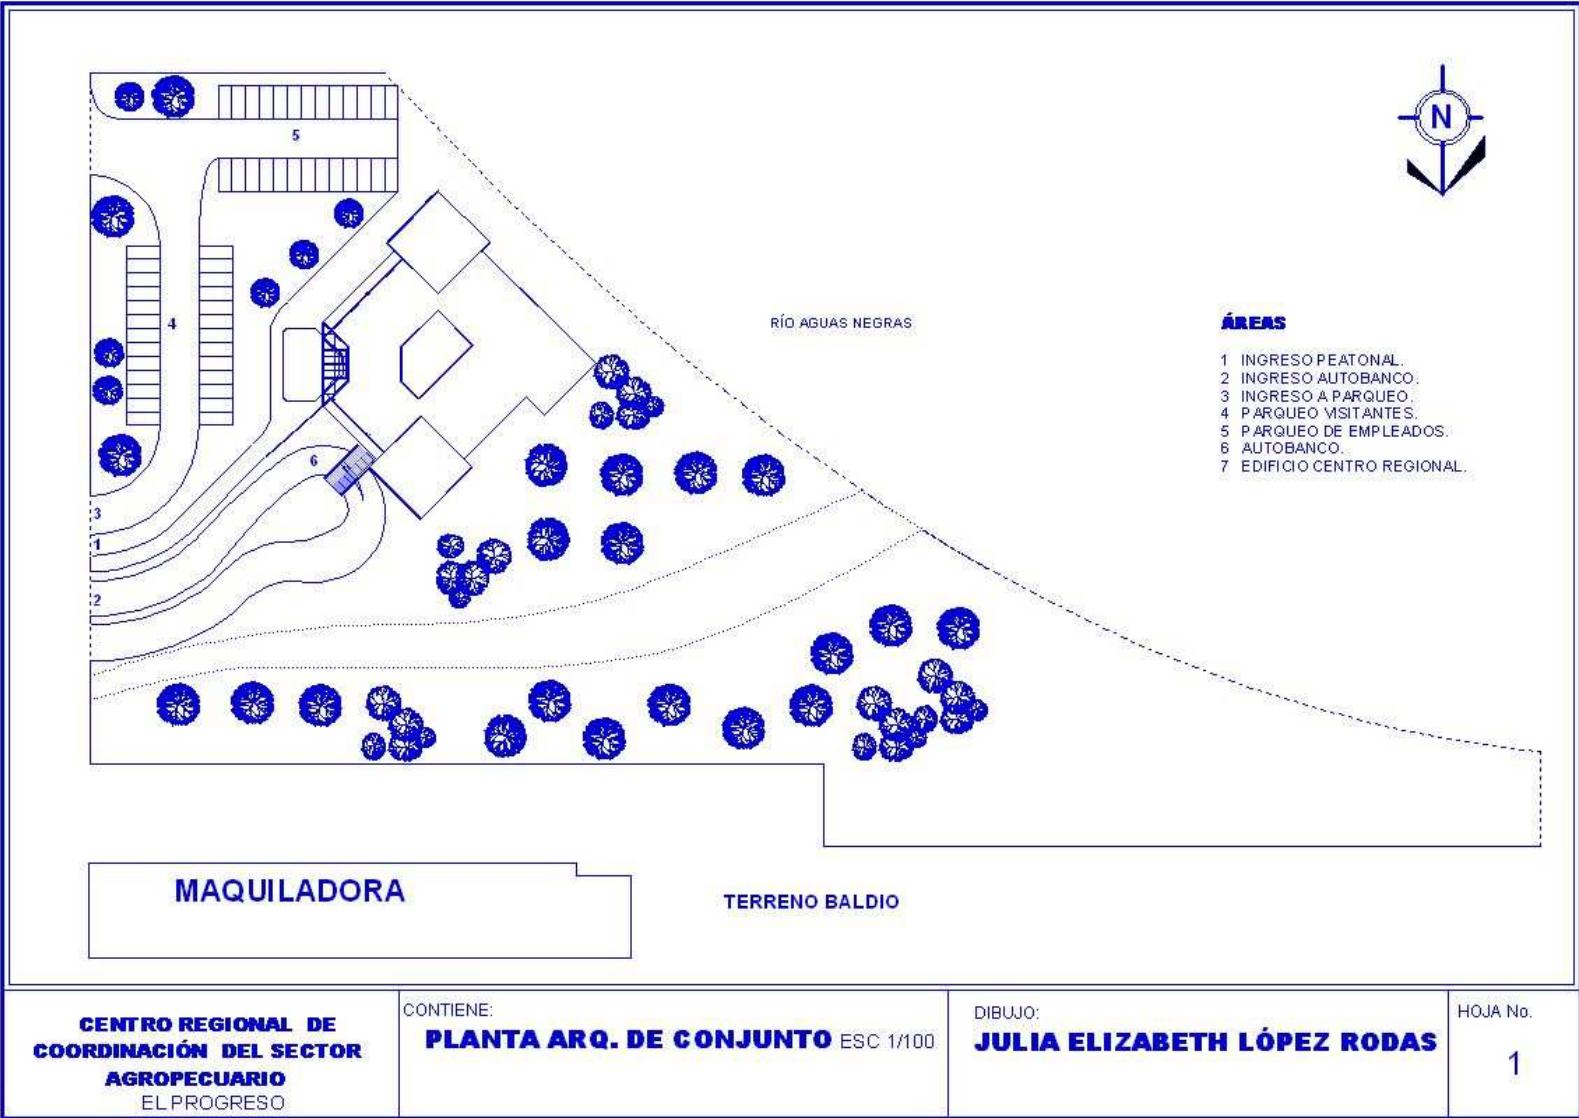 N
5
4
6
3
1
2
RÍO AGUAS NEGRAS
ÁREAS
1 INGRESO PEATONAL.
2 INGRESO AUTOBANCO.
3 INGRESO A PARQUEO.
4 PARQUEO VISITANTES.
5 PARQUEO DE EMPLEADOS.
6 AUTOBANCO.
7 EDIFICIO CENTRO REGIONAL.
MAQUILADORA
TERRENO BALDIO
CENTRO REGIONAL DE
COORDINACIÓN DEL SECTOR
AGROPECUARIO
EL PROGRESO
CONTIENE:
PLANTA ARQ. DE CONJUNTO ESC 1/100
DIBUJO:
JULIA ELIZABETH LÓPEZ RODAS
HOJA No.
1